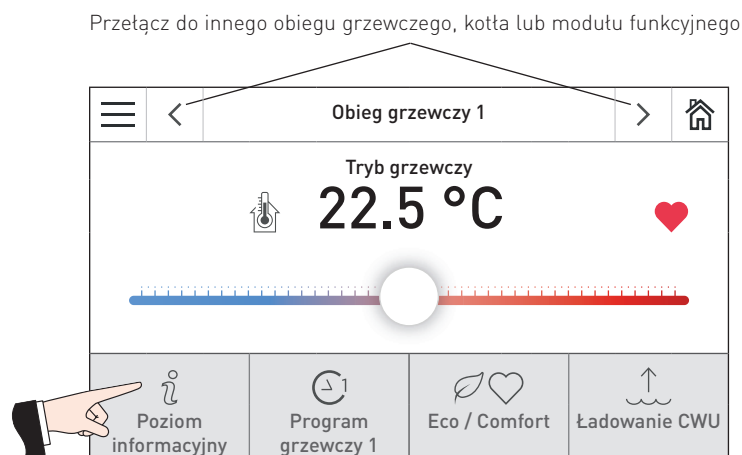 Przełącz do innego obiegu grzewczego, kotła lub modułu funkcyjnego
Obieg grzewczy 1
Tryb grzewczy
22.5 °C
1
Poziom
informacyjny
Program
grzewczy 1
Eco / Comfort
Ładowanie CWU